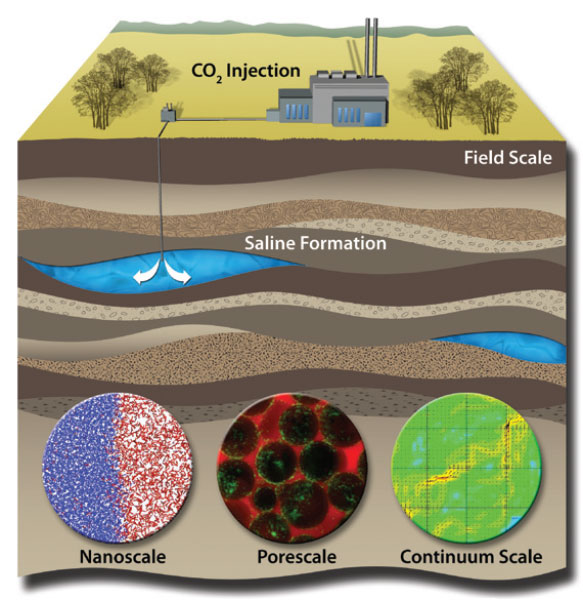 CO₂ Injection
Field Scale
Saline Formation
Nanoscale
Porescale
Continuum Scale